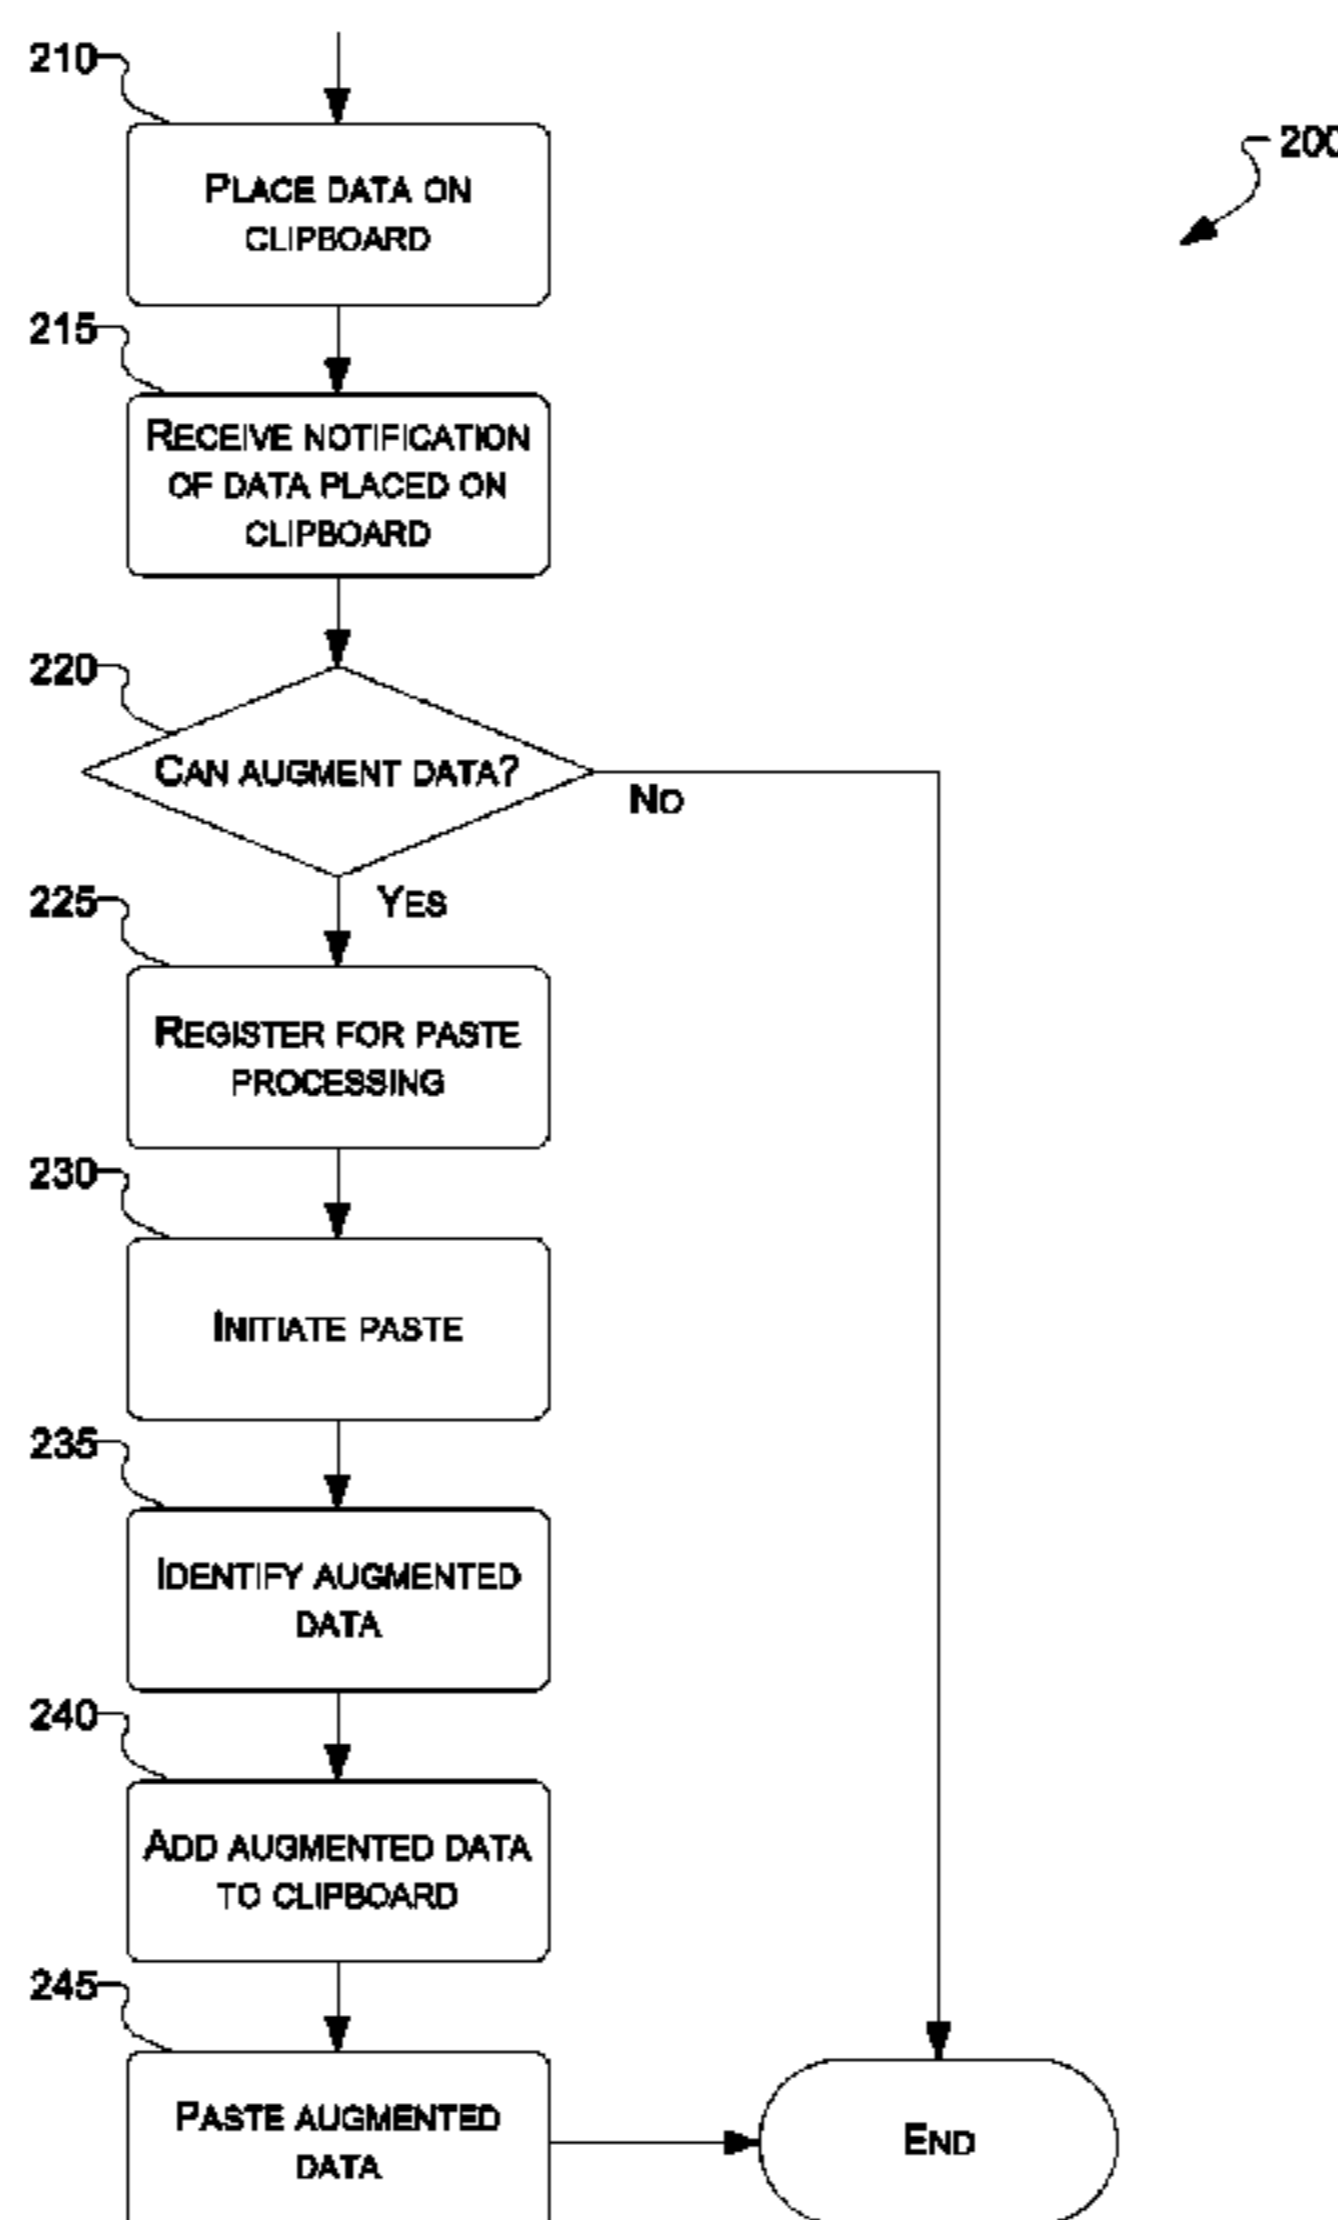 210
200
PLACE DATA ON
CLIPBOARD
215
RECEIVE NOTIFICATION
OF DATA PLACED ON
CLIPBOARD
220
CAN AUGMENT DATA?
NO
YES
225
REGISTER FOR PASTE
PROCESSING
230
INITIATE PASTE
235
IDENTIFY AUGMENTED
DATA
240
ADD AUGMENTED DATA
TO CLIPBOARD
245
PASTE AUGMENTED
DATA
END